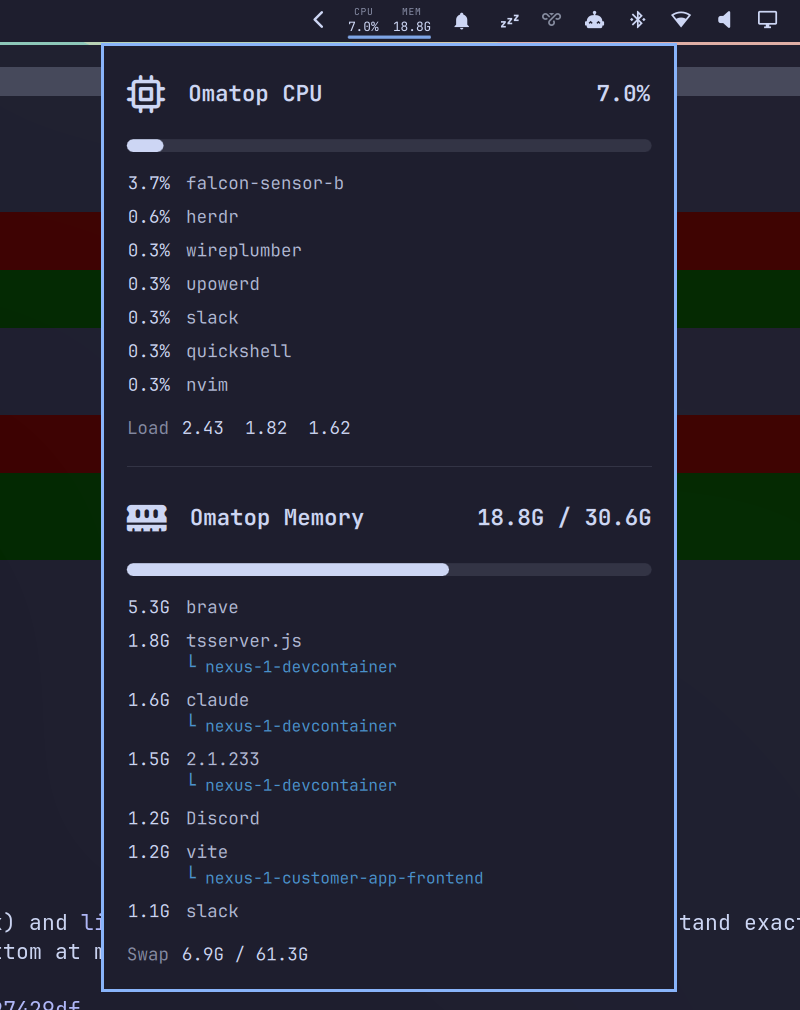 CPU MEM
7.0% 18.8G
zzz
Omatop CPU 7.0%
3.7% falcon-sensor-b
0.6% herdr
0.3% wireplumber
0.3% upowerd
0.3% slack
0.3% quickshell
0.3% nvim
Load 2.43 1.82 1.62
Omatop Memory 18.8G / 30.6G
5.3G brave
1.8G tsserver.js
└ nexus-1-devcontainer
1.6G claude
└ nexus-1-devcontainer
1.5G 2.1.233
└ nexus-1-devcontainer
1.2G Discord
1.2G vite
└ nexus-1-customer-app-frontend
1.1G slack
) and li tand exact
Swap 6.9G / 61.3G
ttom at m
7429df